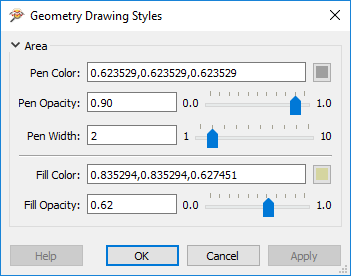 Geometry Drawing Styles
Area
Pen Color: 0.623529,0.623529,0.623529
Pen Opacity: 0.90 0.0 1.0
Pen Width: 2 1 10
Fill Color: 0.835294,0.835294,0.627451
Fill Opacity: 0.62 0.0 1.0
Help OK Cancel Apply